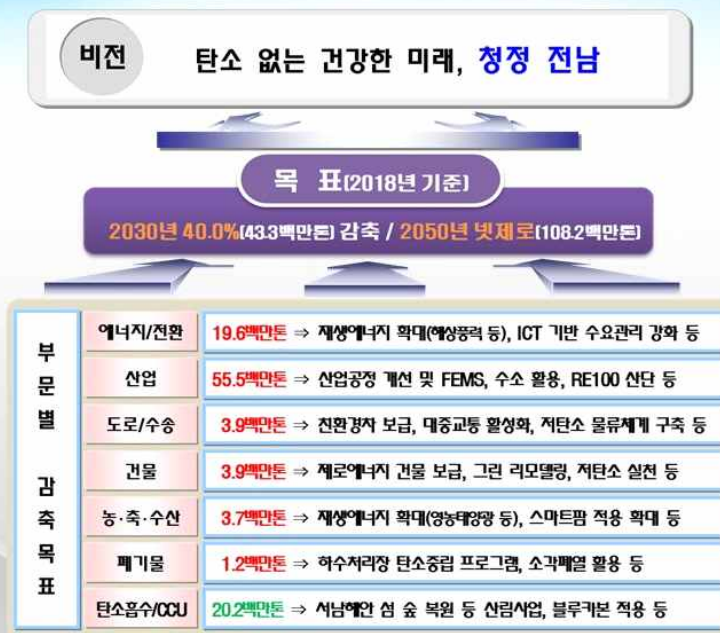 비전
탄소 없는 건강한 미래, 청정 전남
목 표(2018년 기준)
2030년 40.0%(43.3백만톤) 감축 / 2050년 넷제로(108.2백만톤)
부문별 감축목표
에너지/전환 19.6백만톤 ⇒ 재생에너지 확대(해상풍력 등), ICT 기반 수요관리 강화 등
산업 55.5백만톤 ⇒ 산업공정 개선 및 FEMS, 수소 활용, RE100 산단 등
도로/수송 3.9백만톤 ⇒ 친환경차 보급, 대중교통 활성화, 저탄소 물류체계 구축 등
건물 3.9백만톤 ⇒ 제로에너지 건물 보급, 그린 리모델링, 저탄소 실천 등
농·축·수산 3.7백만톤 ⇒ 재생에너지 확대(영농태양광 등), 스마트팜 적용 확대 등
폐기물 1.2백만톤 ⇒ 하수처리장 탄소중립 프로그램, 소각폐열 활용 등
탄소흡수/CCU 20.2백만톤 ⇒ 서남해안 섬 숲 복원 등 산림사업, 블루카본 적용 등